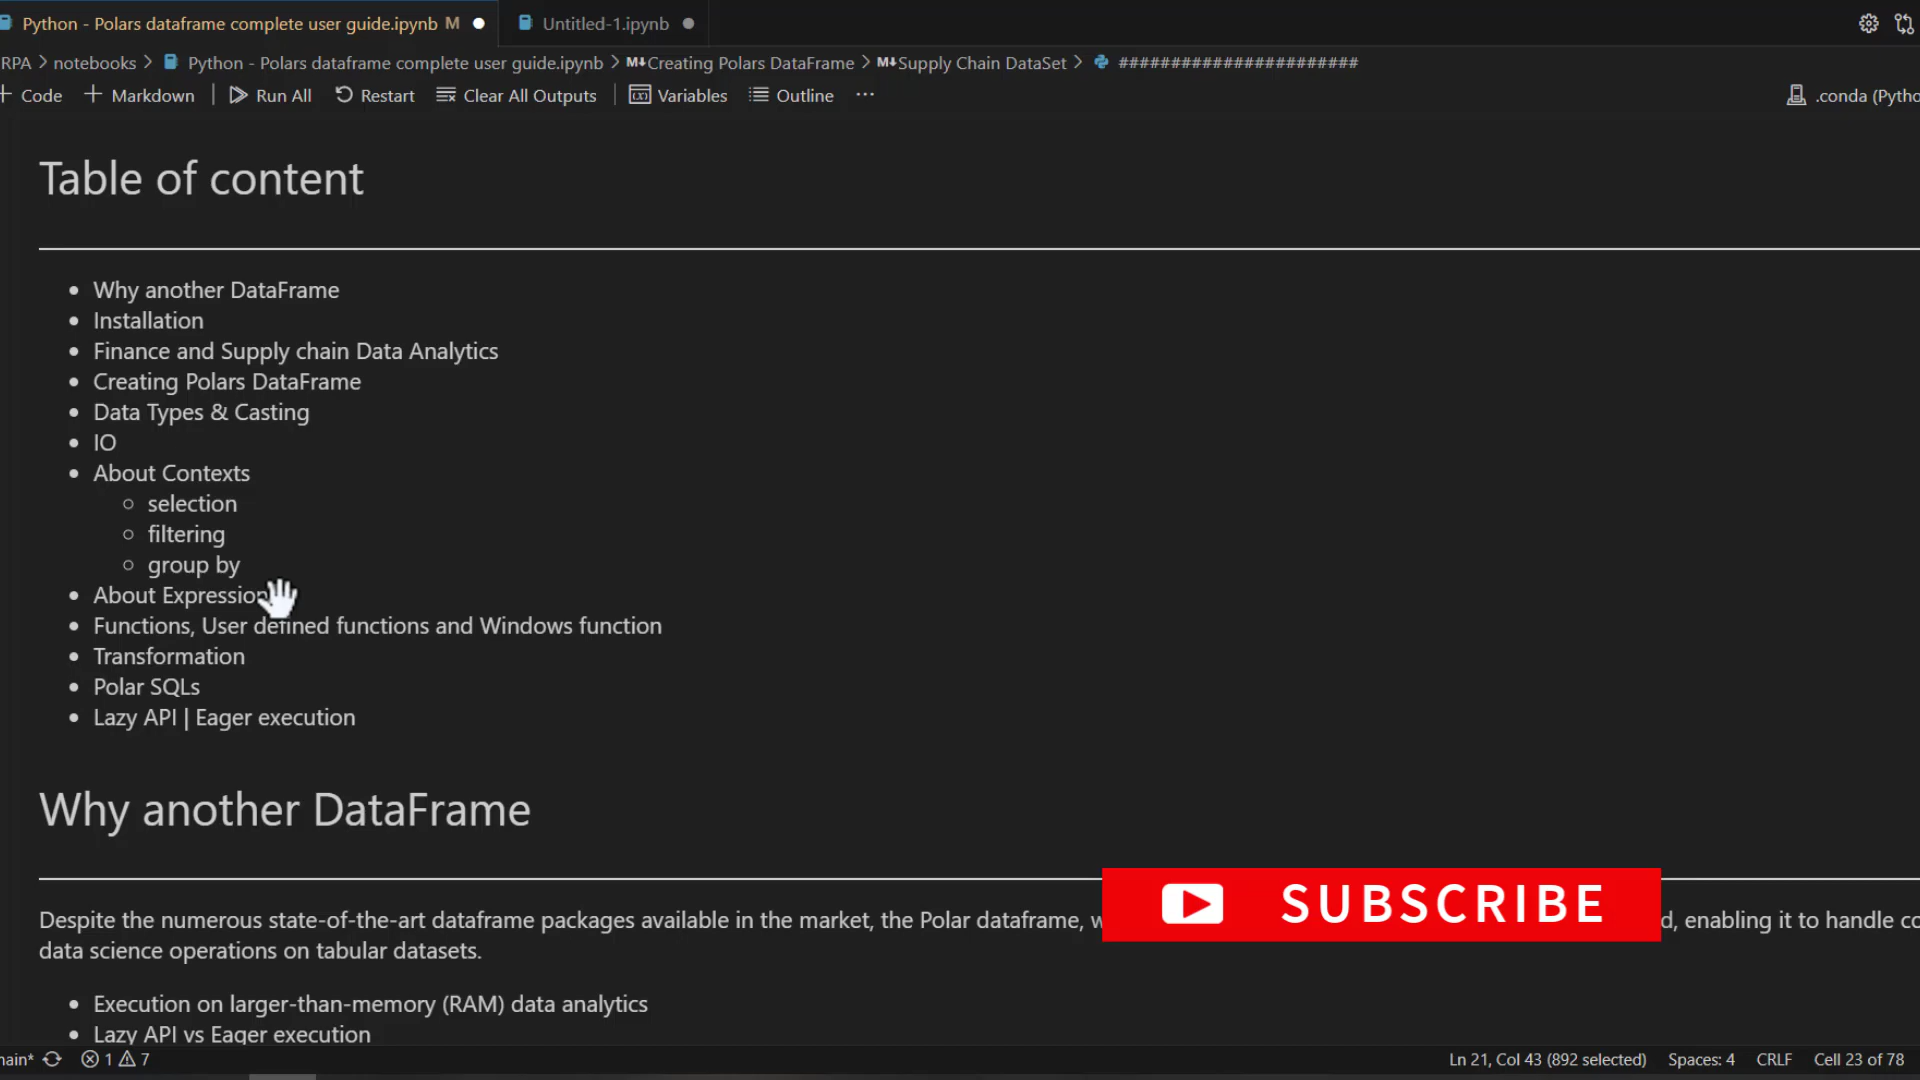 Python - Polars dataframe complete user guide.ipynb M Untitled-1.ipynb
RPA > notebooks > Python - Polars dataframe complete user guide.ipynb > M↓Creating Polars DataFrame > M↓Supply Chain DataSet > #######################
+ Code + Markdown | Run All Restart Clear All Outputs | Variables Outline ··· .conda (Pytho
Table of content
• Why another DataFrame
• Installation
• Finance and Supply chain Data Analytics
• Creating Polars DataFrame
• Data Types & Casting
• IO
• About Contexts
○ selection
○ filtering
○ group by
• About Expression
• Functions, User defined functions and Windows function
• Transformation
• Polar SQLs
• Lazy API | Eager execution
Why another DataFrame
SUBSCRIBE
Despite the numerous state-of-the-art dataframe packages available in the market, the Polar dataframe, enabling it to handle
data science operations on tabular datasets.
• Execution on larger-than-memory (RAM) data analytics
• Lazy API vs Eager execution
main* 1 7 Ln 21, Col 43 (892 selected) Spaces: 4 CRLF Cell 23 of 78